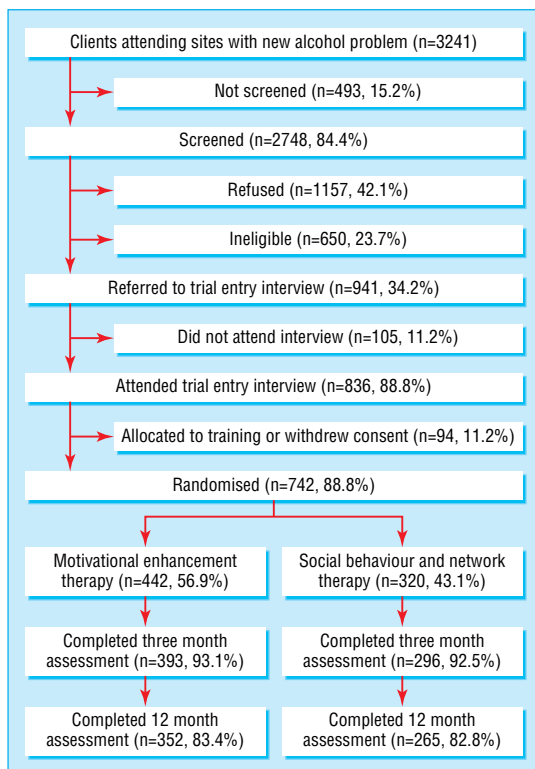 Clients attending sites with new alcohol problem (n=3241)
Not screened (n=493, 15.2%)
Screened (n=2748, 84.4%)
Refused (n=1157, 42.1%)
Ineligible (n=650, 23.7%)
Referred to trial entry interview (n=941, 34.2%)
Did not attend interview (n=105, 11.2%)
Attended trial entry interview (n=836, 88.8%)
Allocated to training or withdrew consent (n=94, 11.2%)
Randomised (n=742, 88.8%)
Motivational enhancement
therapy (n=442, 56.9%)
Social behaviour and network
therapy (n=320, 43.1%)
Completed three month
assessment (n=393, 93.1%)
Completed three month
assessment (n=296, 92.5%)
Completed 12 month
assessment (n=352, 83.4%)
Completed 12 month
assessment (n=265, 82.8%)